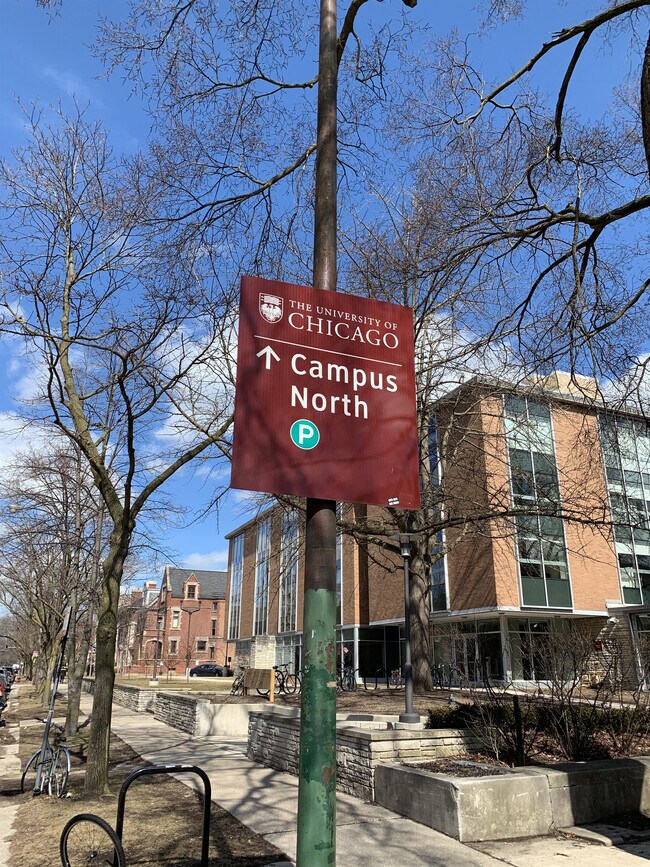 THE UNIVERSITY OF
CHICAGO
↑ Campus
North
P